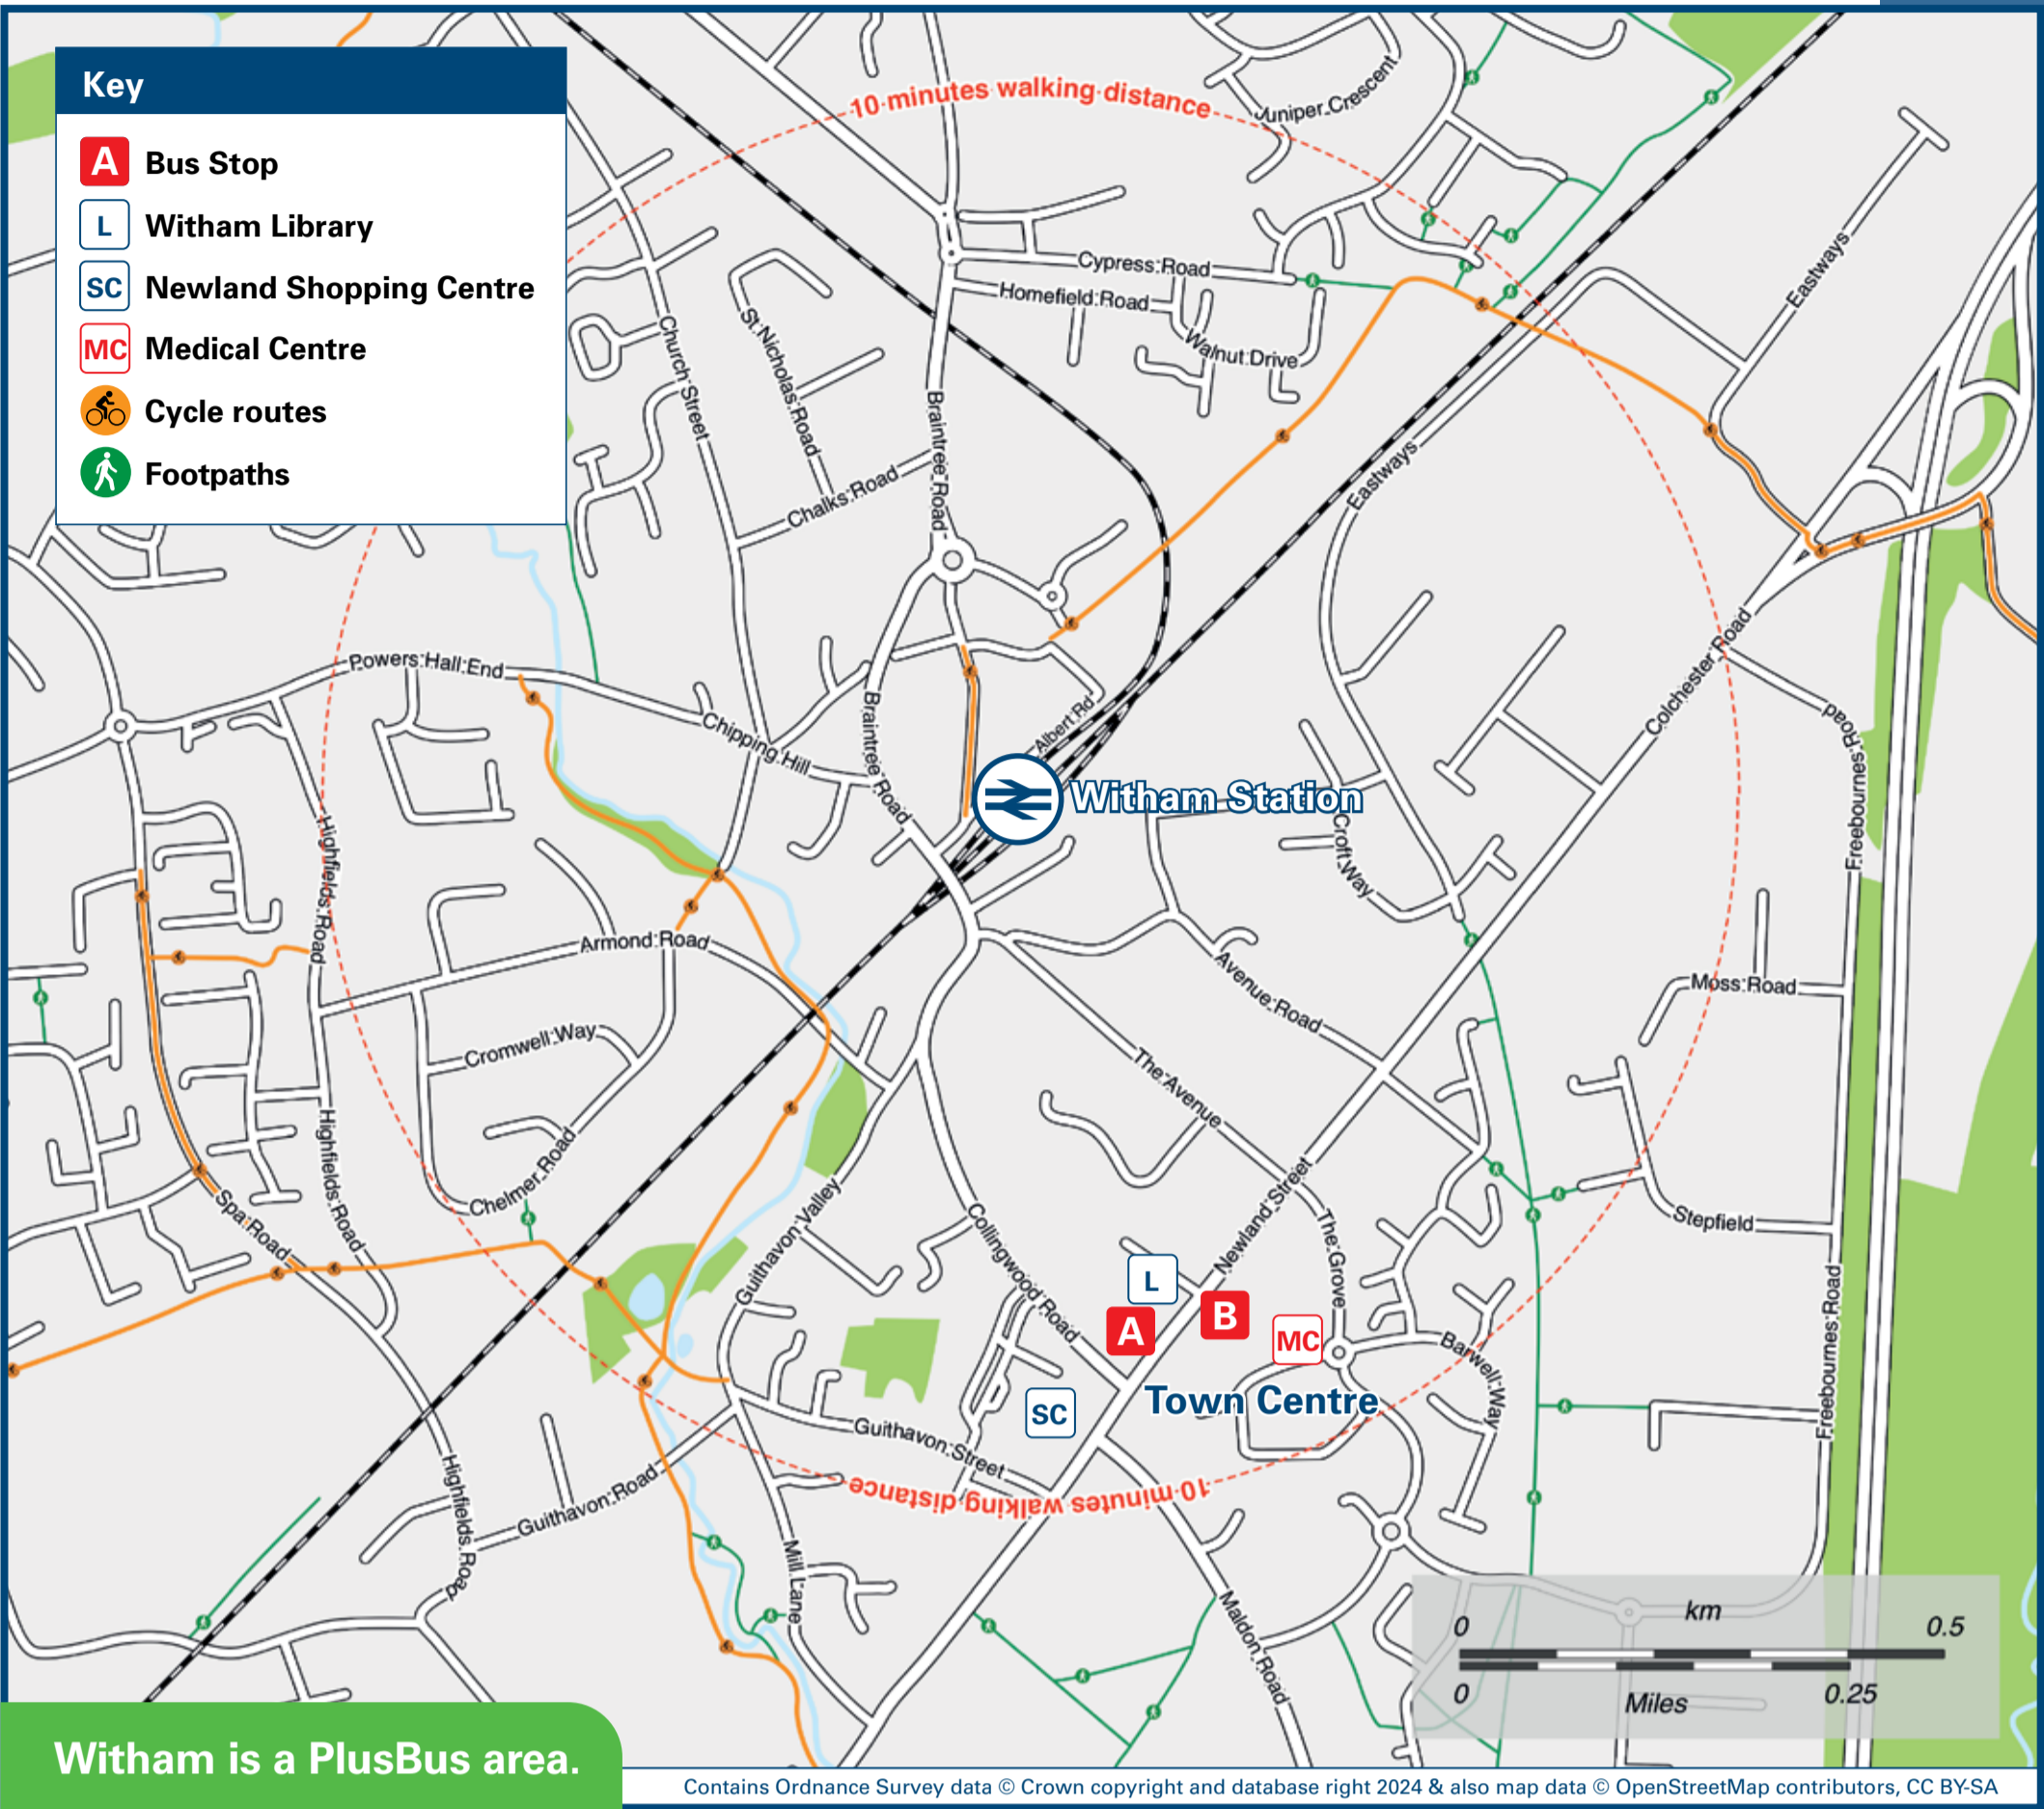 Key
A Bus Stop
L Witham Library
SC Newland Shopping Centre
MC Medical Centre
Cycle routes
Footpaths
10 minutes walking distance
Juniper Crescent
Cypress Road
Homefield Road
Walnut Drive
Eastways
St Nicholas Road
Church Street
Braintree Road
Chalks Road
Eastways
Powers Hall End
Chipping Hill
Braintree Road
Albert Rd
Witham Station
Colchester Road
Freebournes Road
Croft Way
Highfields Road
Armond Road
Avenue Road
Moss Road
Cromwell Way
The Avenue
Highfields Road
Chelmer Road
Spa Road
Guithavon Valley
Collingwood Road
Newland Street
The Grove
Stepfield
L
A
B
MC
SC
Town Centre
Barwell Way
Freebournes Road
Guithavon Street
10 minutes walking distance
Highfields Road
Guithavon Road
Mill Lane
Maldon Road
km
0 0.5
0 Miles 0.25
Witham is a PlusBus area.
Contains Ordnance Survey data © Crown copyright and database right 2024 & also map data © OpenStreetMap contributors, CC BY-SA